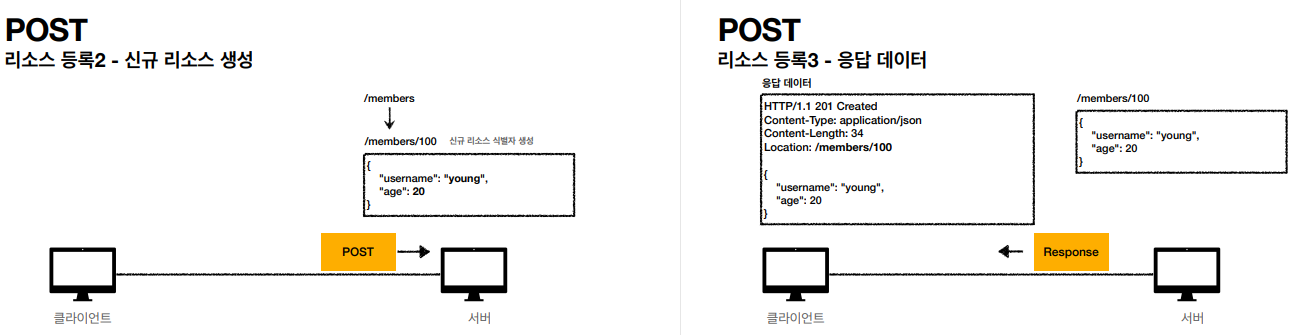 POST
리소스 등록2 - 신규 리소스 생성
/members
/members/100 신규 리소스 식별자 생성
{
"username": "young",
"age": 20
}
POST
클라이언트
서버
POST
리소스 등록3 - 응답 데이터
응답 데이터
HTTP/1.1 201 Created
Content-Type: application/json
Content-Length: 34
Location: /members/100
{
"username": "young",
"age": 20
}
/members/100
{
"username": "young",
"age": 20
}
Response
클라이언트
서버